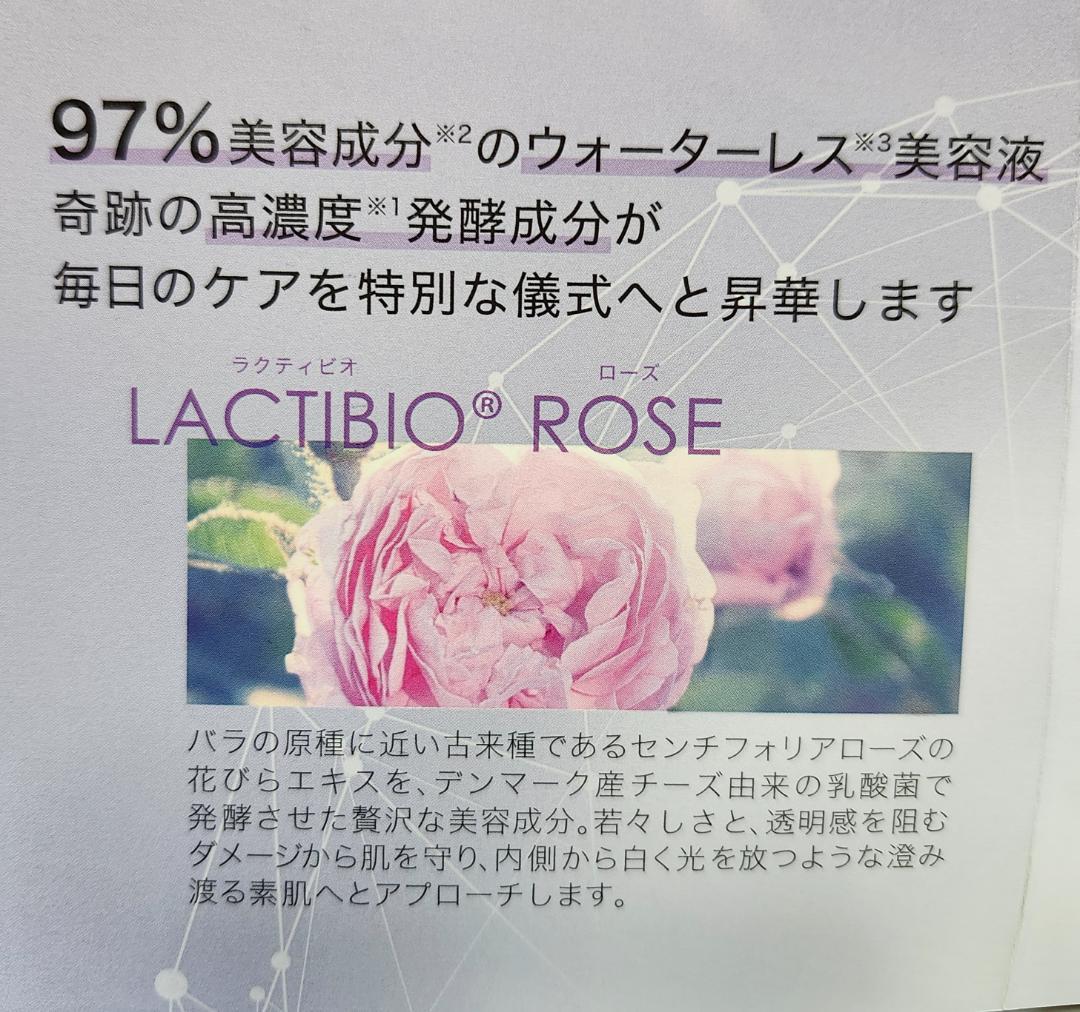 97%美容成分※2のウォーターレス※3美容液
奇跡の高濃度※1発酵成分が
毎日のケアを特別な儀式へと昇華します
ラクティビオ ローズ
LACTIBIO® ROSE
バラの原種に近い古来種であるセンチフォリアローズの
花びらエキスを、デンマーク産チーズ由来の乳酸菌で
発酵させた贅沢な美容成分。若々しさと、透明感を阻む
ダメージから肌を守り、内側から白く光を放つような澄み
渡る素肌へとアプローチします。